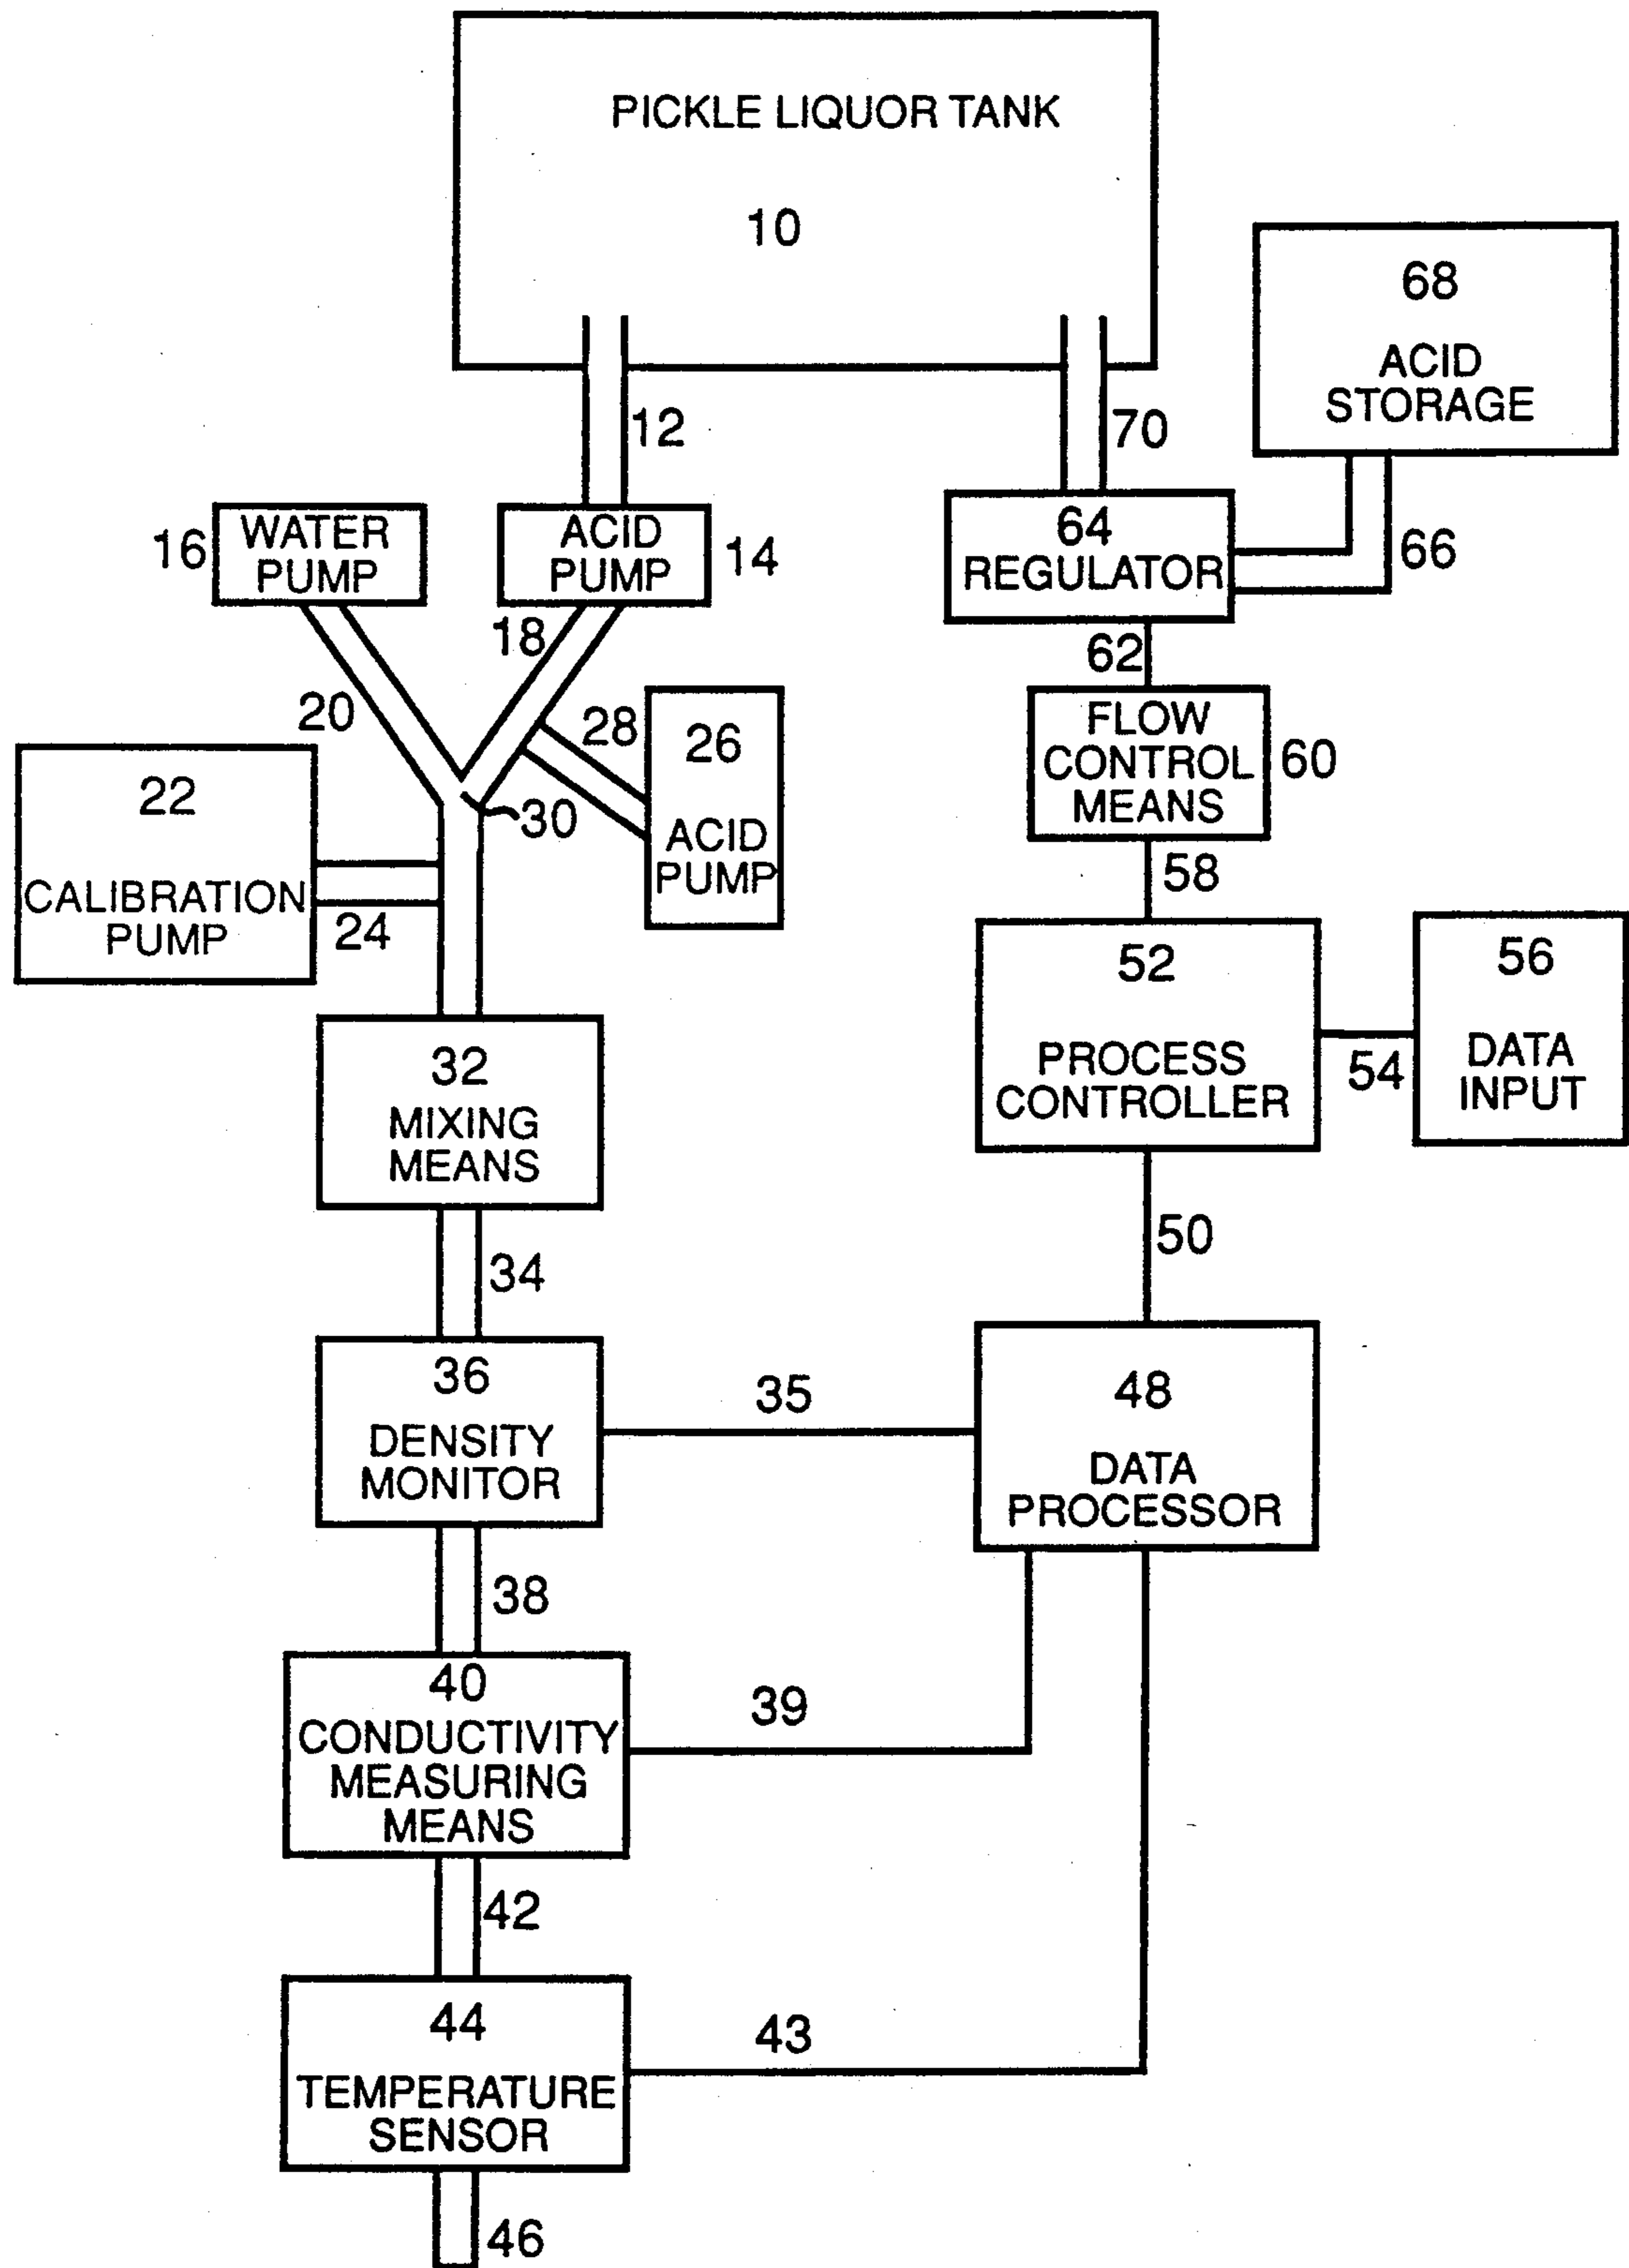 PICKLE LIQUOR TANK
10
68
ACID
STORAGE
12
70
16
WATER
PUMP
ACID
PUMP
14
64
REGULATOR
66
18
62
20
28
26
ACID
PUMP
FLOW
CONTROL
MEANS
60
22
CALIBRATION
PUMP
24
30
58
52
PROCESS
CONTROLLER
54
56
DATA
INPUT
32
MIXING
MEANS
50
34
36
DENSITY
MONITOR
35
48
DATA
PROCESSOR
38
40
CONDUCTIVITY
MEASURING
MEANS
39
42
44
TEMPERATURE
SENSOR
43
46